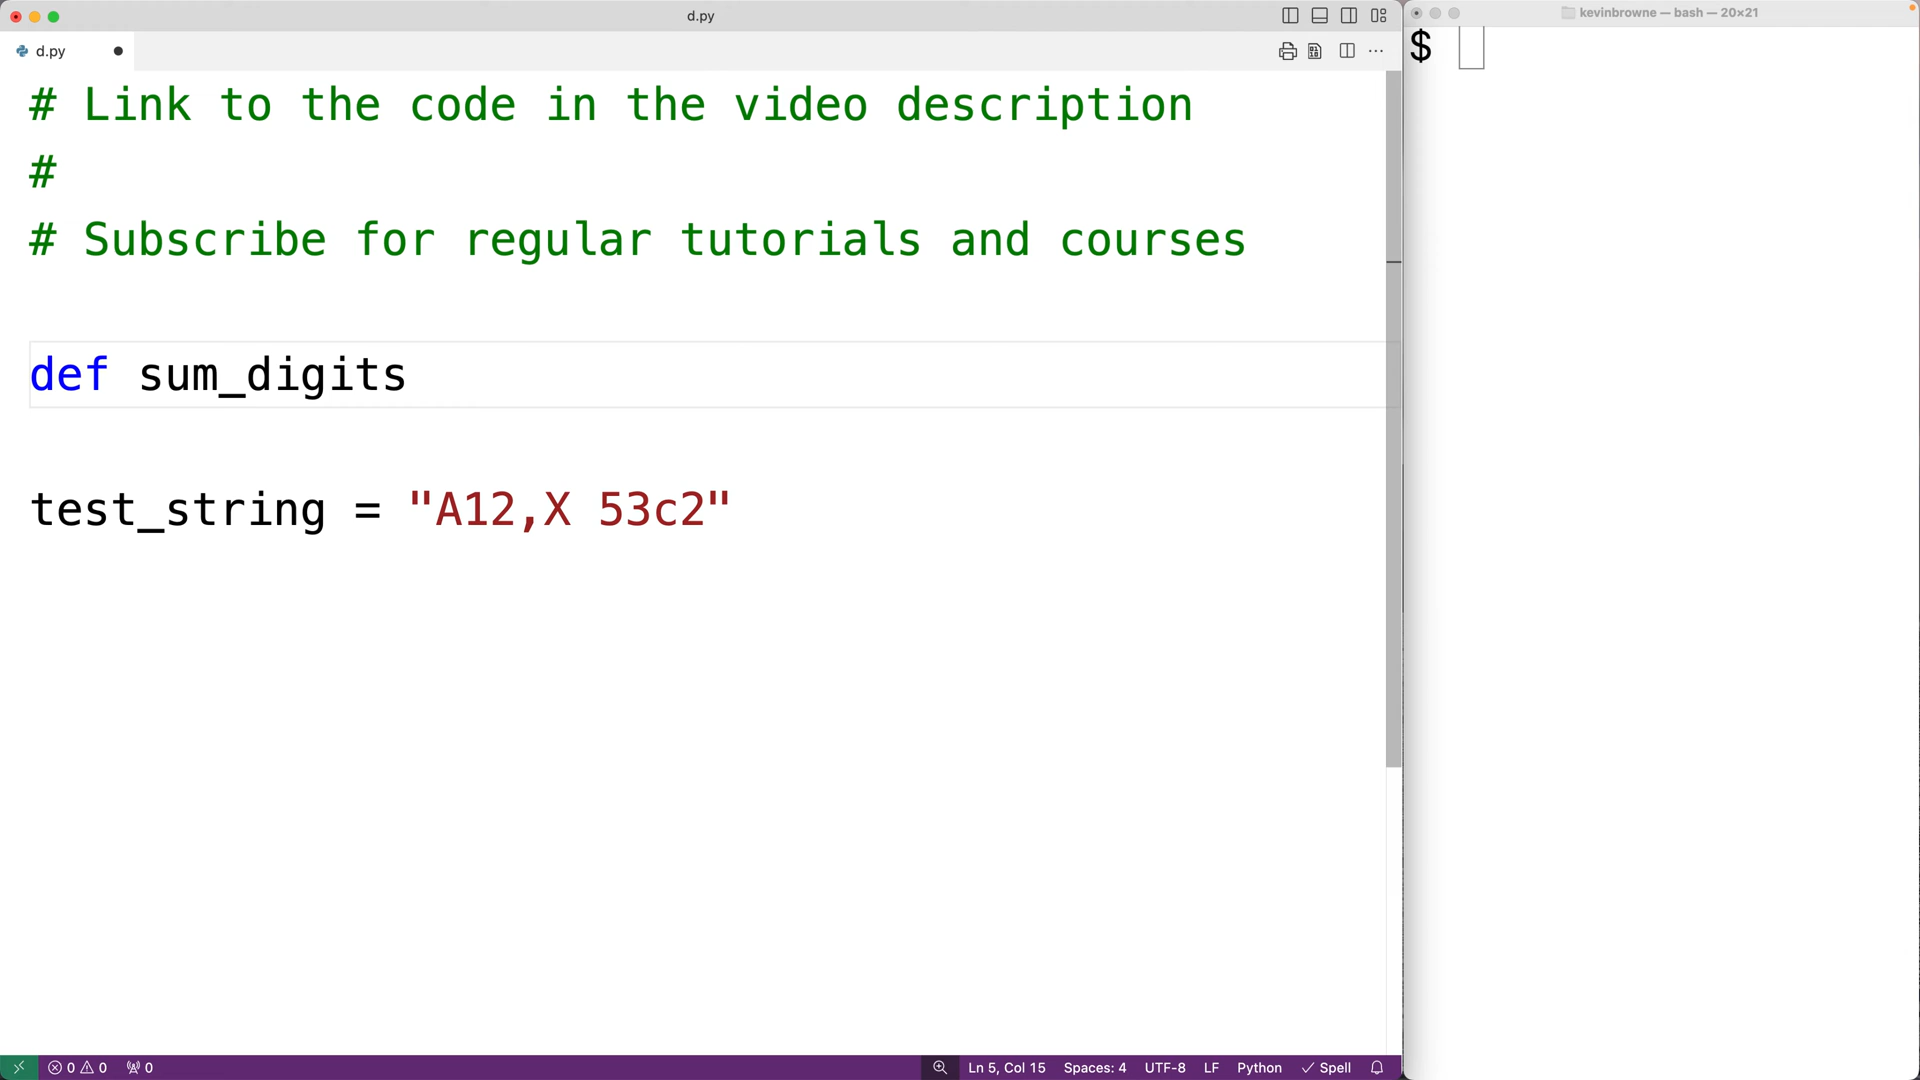 d.py
kevinbrowne — bash — 20×21
d.py
$
# Link to the code in the video description
#
# Subscribe for regular tutorials and courses
def sum_digits
test_string = "A12,X 53c2"
0 0 0 Ln 5, Col 15 Spaces: 4 UTF-8 LF Python Spell